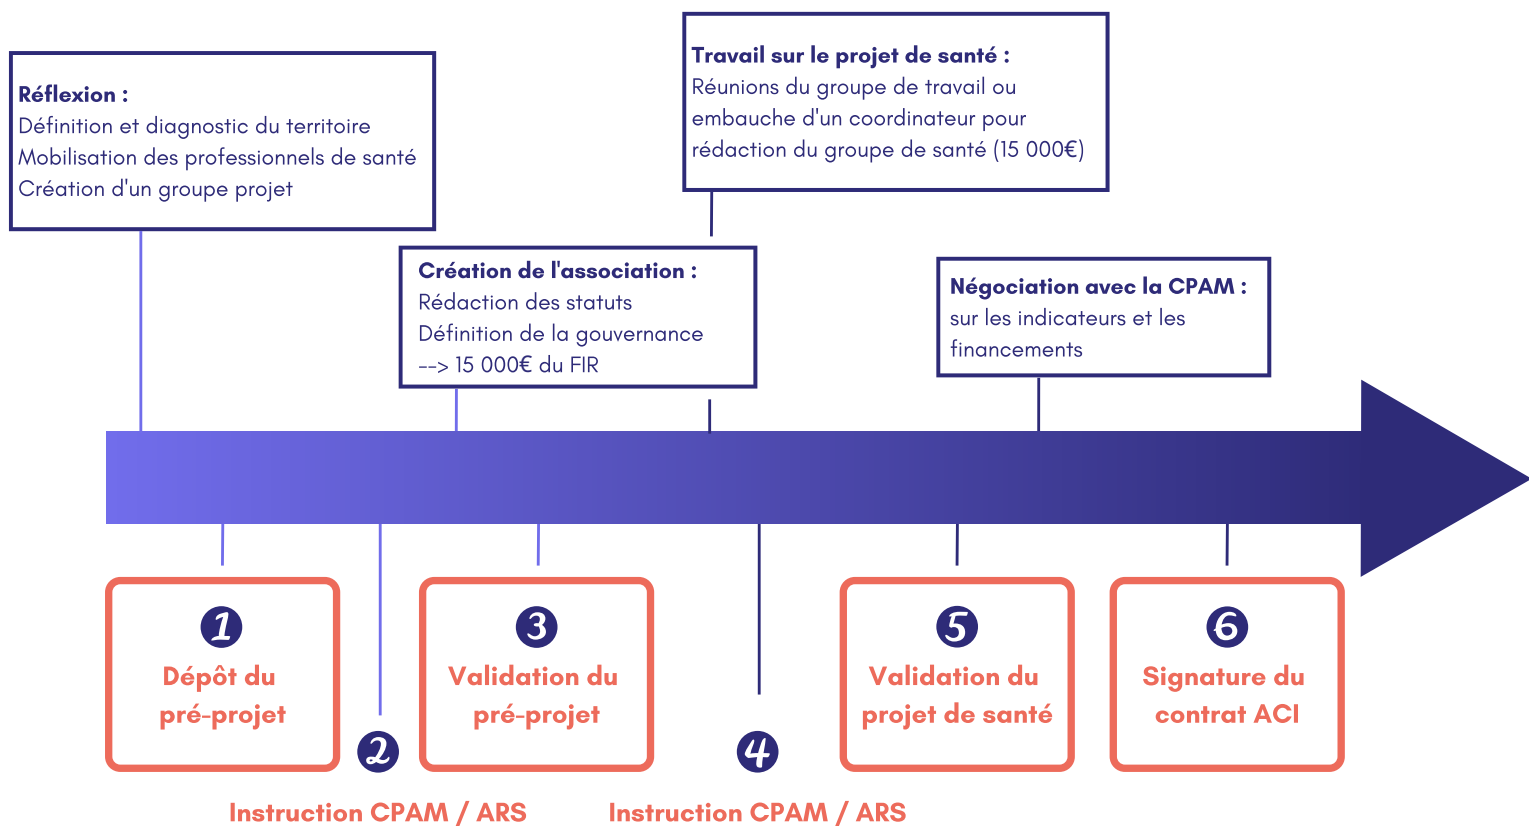 Réflexion :
Définition et diagnostic du territoire
Mobilisation des professionnels de santé
Création d'un groupe projet
Travail sur le projet de santé :
Réunions du groupe de travail ou
embauche d'un coordinateur pour
rédaction du groupe de santé (15 000€)
Création de l'association :
Rédaction des statuts
Définition de la gouvernance
--> 15 000€ du FIR
Négociation avec la CPAM :
sur les indicateurs et les
financements
1
Dépôt du
pré-projet
2
Instruction CPAM / ARS
3
Validation du
pré-projet
4
Instruction CPAM / ARS
5
Validation du
projet de santé
6
Signature du
contrat ACI